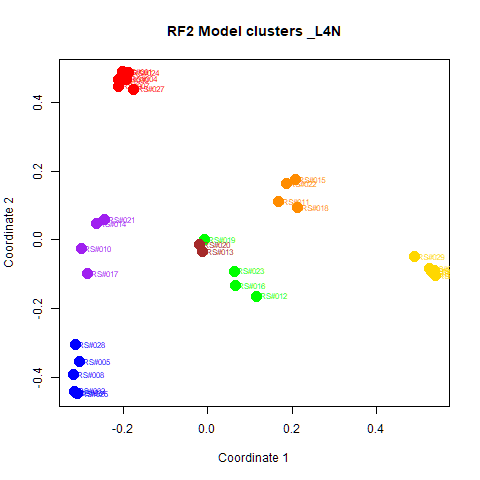 RF2 Model clusters _L4N
Coordinate 2
0.4
0.2
0.0
-0.2
-0.4
RS#027
RS#015
RS#022
RS#011
RS#018
RS#021
RS#014
RS#019
RS#020
RS#013
RS#010
RS#029
RS#017
RS#023
RS#016
RS#012
RS#028
RS#005
RS#008
-0.2
0.0
0.2
0.4
Coordinate 1